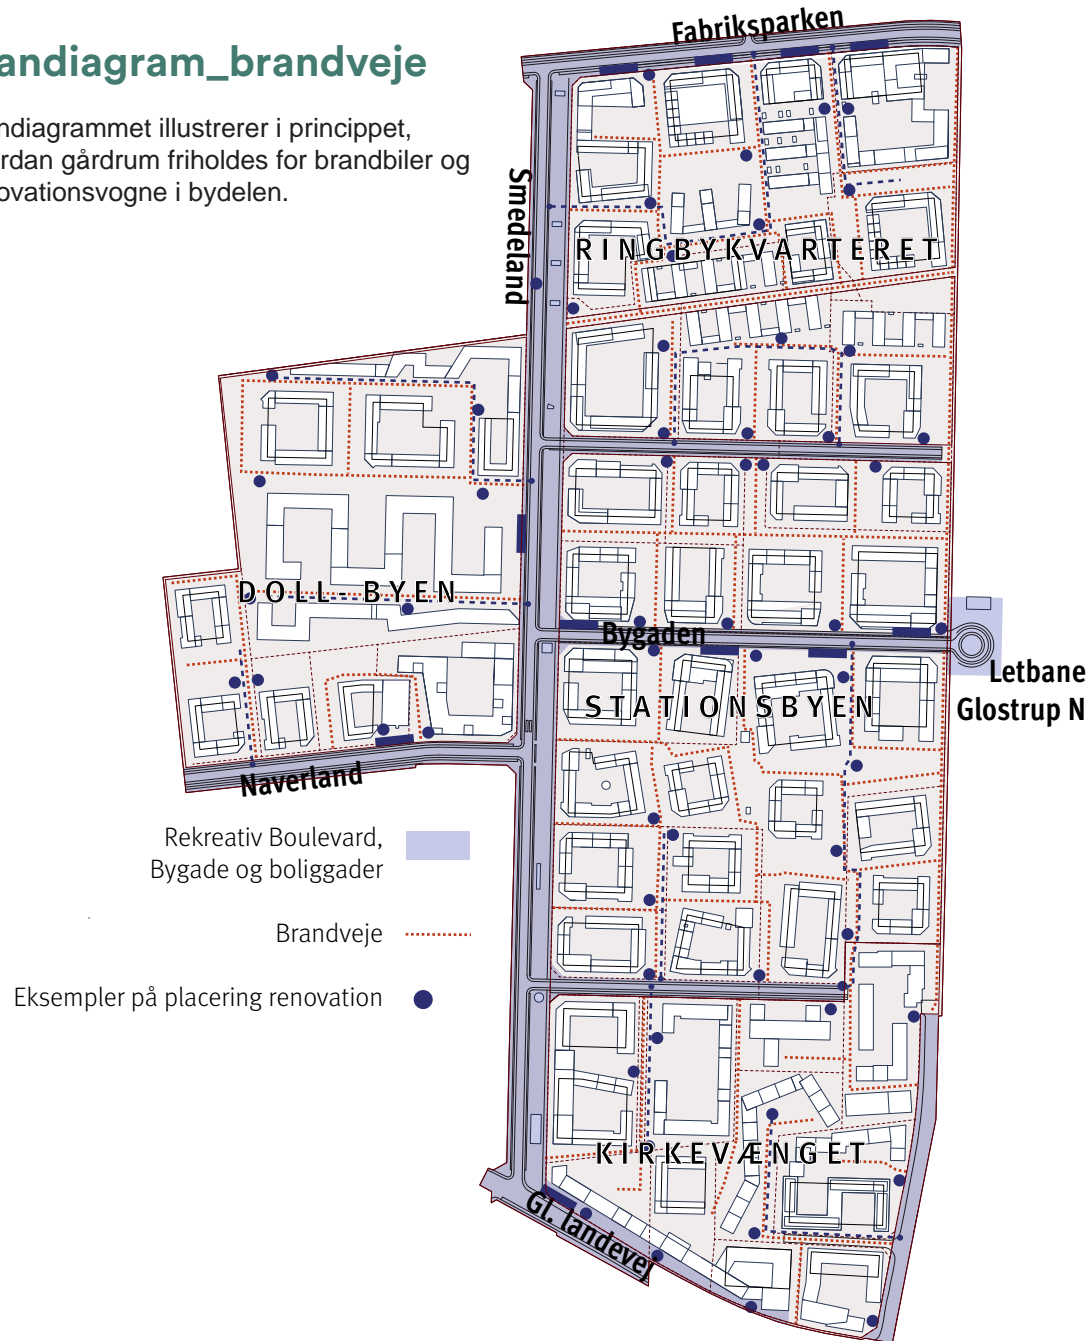 andiagram_brandveje
ndiagrammet illustrerer i princippet,
rdan gårdrum friholdes for brandbiler og
ovationsvogne i bydelen.
Fabriksparken
Smedeland
RINGBYKVARTERET
DOLL-BYEN
Bygaden
Letbane
Glostrup N
STATIONSBYEN
Naverland
Rekreativ Boulevard,
Bygade og boliggader
Brandveje
Eksempler på placering renovation
KIRKEVÆNGET
Gl. landevej